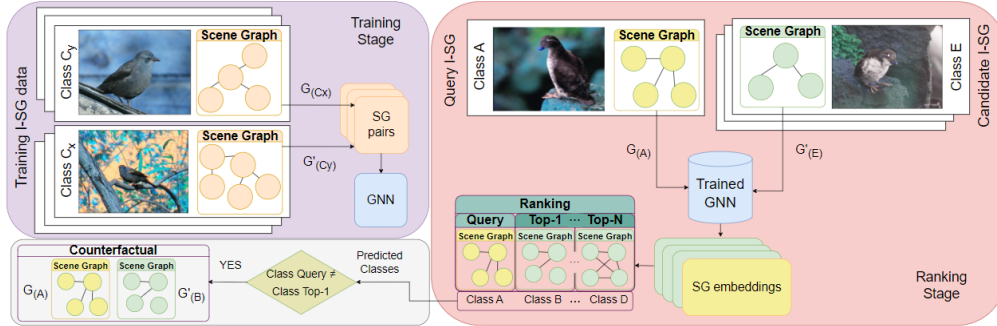 Training
Stage
Training I-SG data
Class Cy
Scene Graph
G(Cx)
SG
pairs
Class Cx
Scene Graph
G'(Cy)
GNN
Query I-SG
Class A
Scene Graph
Scene Graph
Class E
Candidate I-SG
G(A)
G'(E)
Trained
GNN
Ranking
Query
Top-1 ... Top-N
Scene Graph
Scene Graph
Scene Graph
...
...
Class A
Class B ... Class D
SG embeddings
Ranking
Stage
Counterfactual
Scene Graph
Scene Graph
G(A)
G'(B)
YES
Class Query ≠
Class Top-1
Predicted
Classes